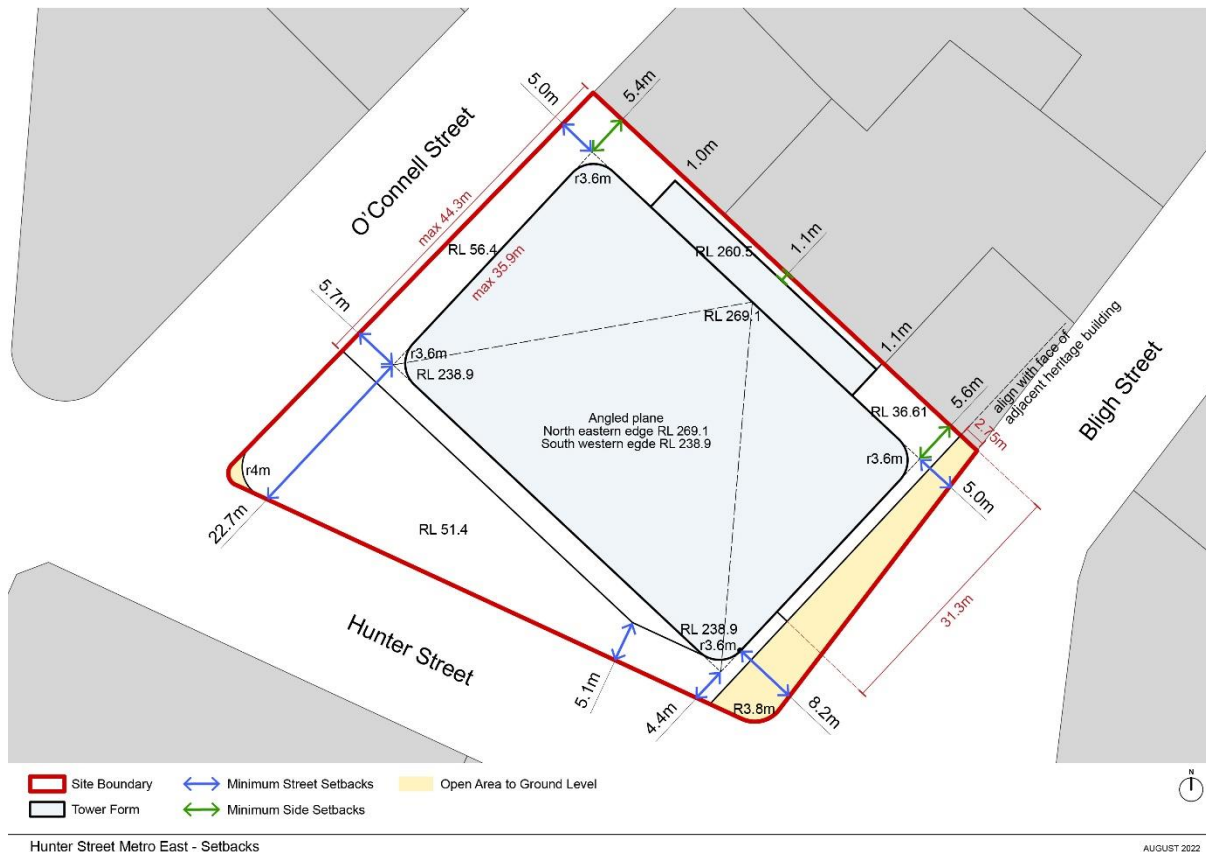 5.0m
5.4m
O'Connell Street
1.0m
r3.6m
max 44.3m
RL 56.4
RL 260.5
1.1m
max 35.9m
5.7m
RL 269.1
1.1m
align with face of
adjacent heritage building
r3.6m
RL 238.9
Bligh Street
RL 36.61
5.6m
2.75m
Angled plane
North eastern edge RL 269.1
South western egde RL 238.9
r3.6m
r4m
5.0m
22.7m
RL 51.4
31.3m
Hunter Street
RL 238.9
r3.6m
5.1m
4.4m
R3.8m
8.2m
Site Boundary
Minimum Street Setbacks
Open Area to Ground Level
N
Tower Form
Minimum Side Setbacks
Hunter Street Metro East - Setbacks
AUGUST 2022